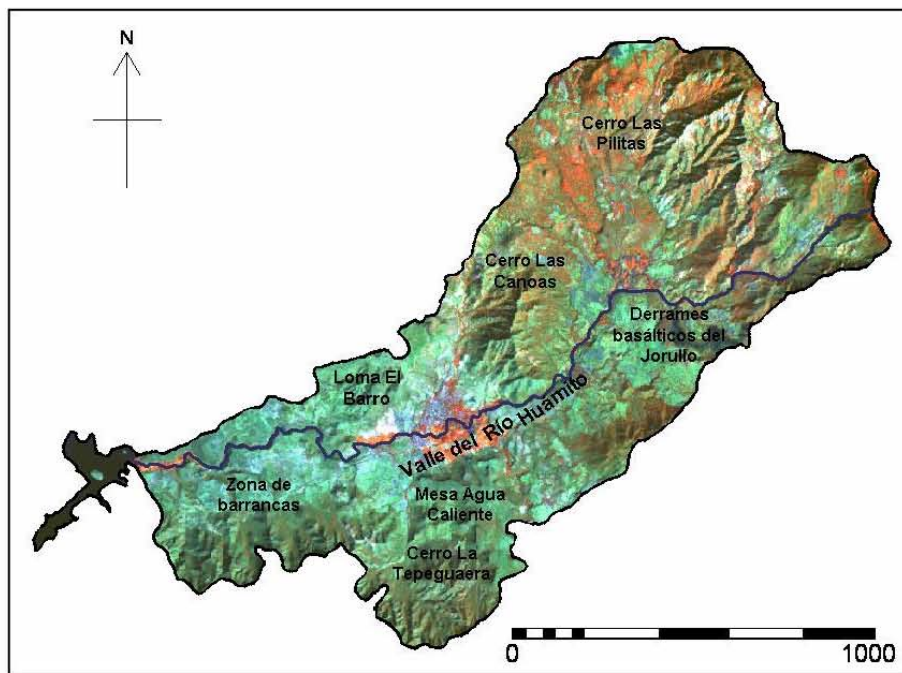 N
Cerro Las
Pilitas
Cerro Las
Canoas
Derrames
basálticos del
Jorullo
Loma El
Barro
Valle del Río Huamito
Zona de
barrancas
Mesa Agua
Caliente
Cerro La
Tepeguaera
0 1000